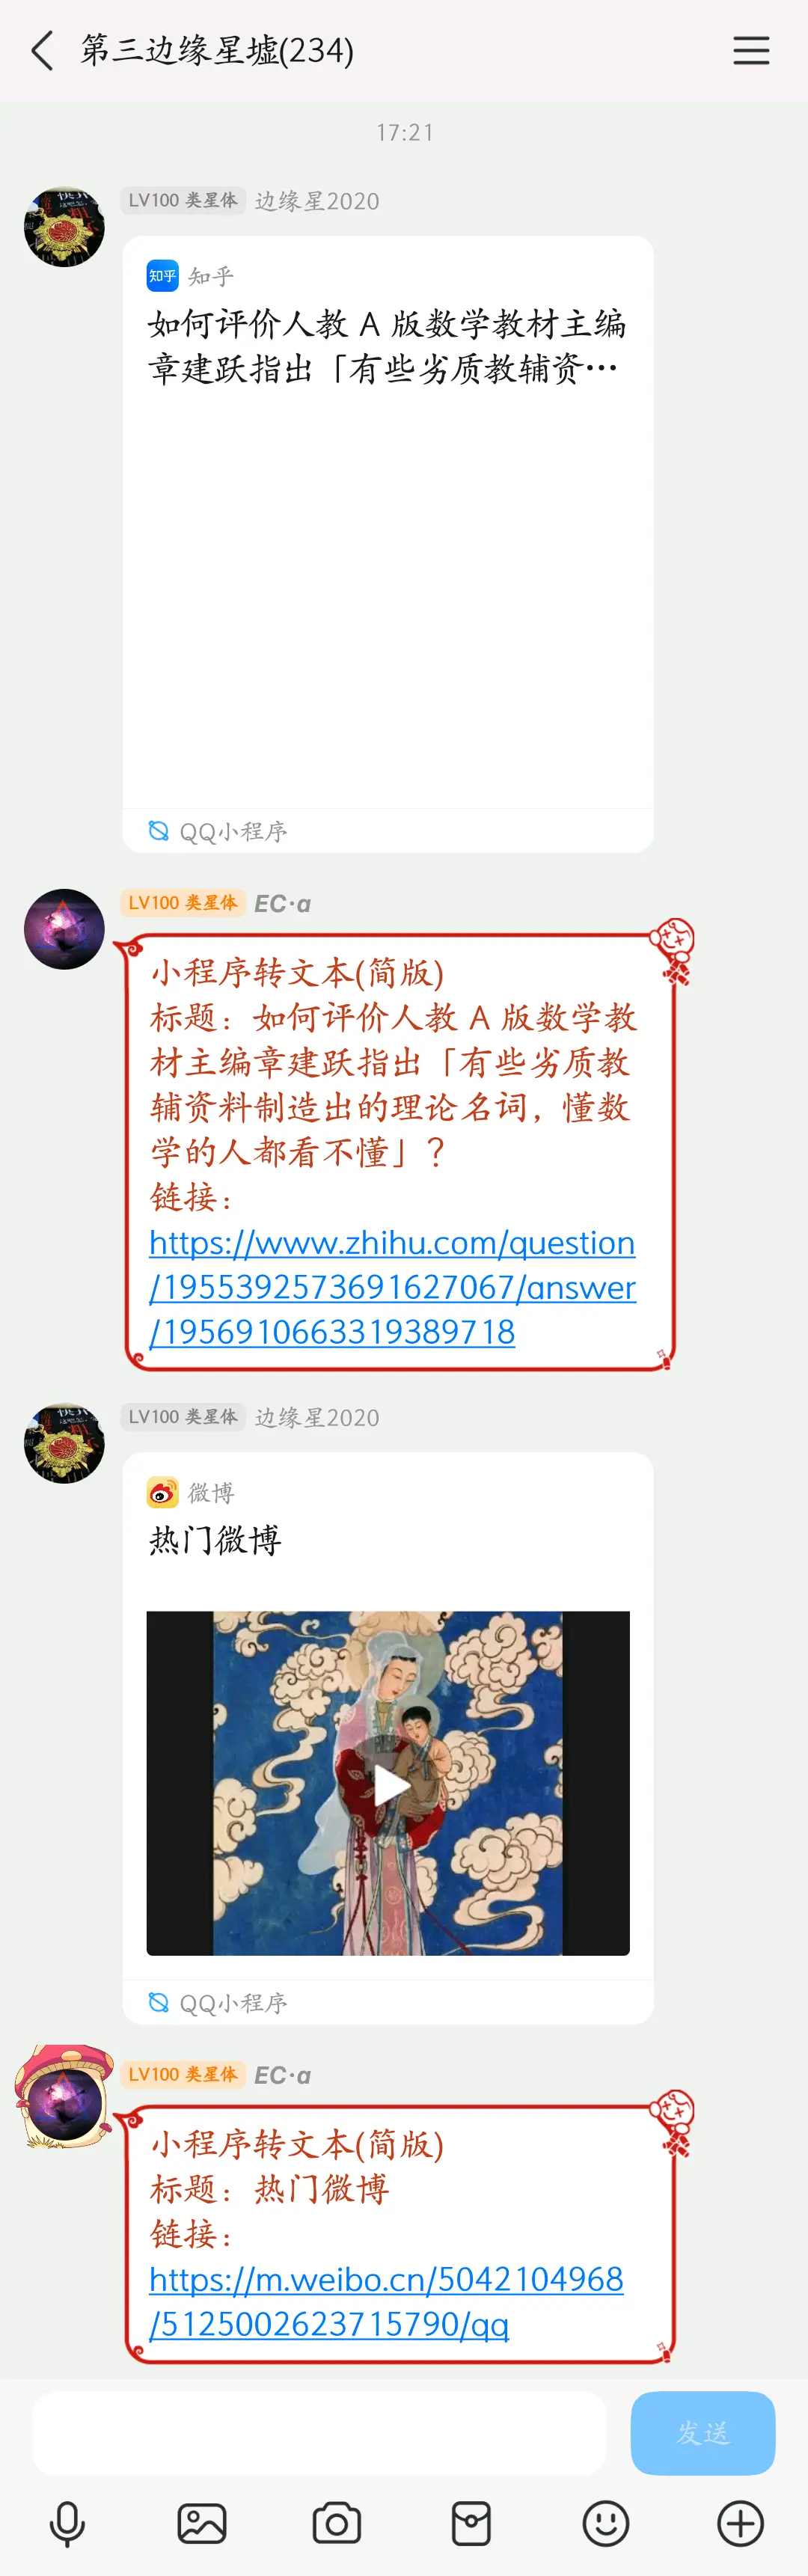 第三边缘星墟(234)
17:21
LV100 类星体 边缘星2020
知乎 知乎
如何评价人教 A 版数学教材主编
章建跃指出「有些劣质教辅资…
QQ小程序
LV100 类星体 EC·a
小程序转文本(简版)
标题：如何评价人教 A 版数学教
材主编章建跃指出「有些劣质教
辅资料制造出的理论名词，懂数
学的人都看不懂」？
链接：
https://www.zhihu.com/question
/1955392573691627067/answer
/1956910663319389718
LV100 类星体 边缘星2020
微博
热门微博
QQ小程序
LV100 类星体 EC·a
小程序转文本(简版)
标题：热门微博
链接：
https://m.weibo.cn/5042104968
/5125002623715790/qq
发送